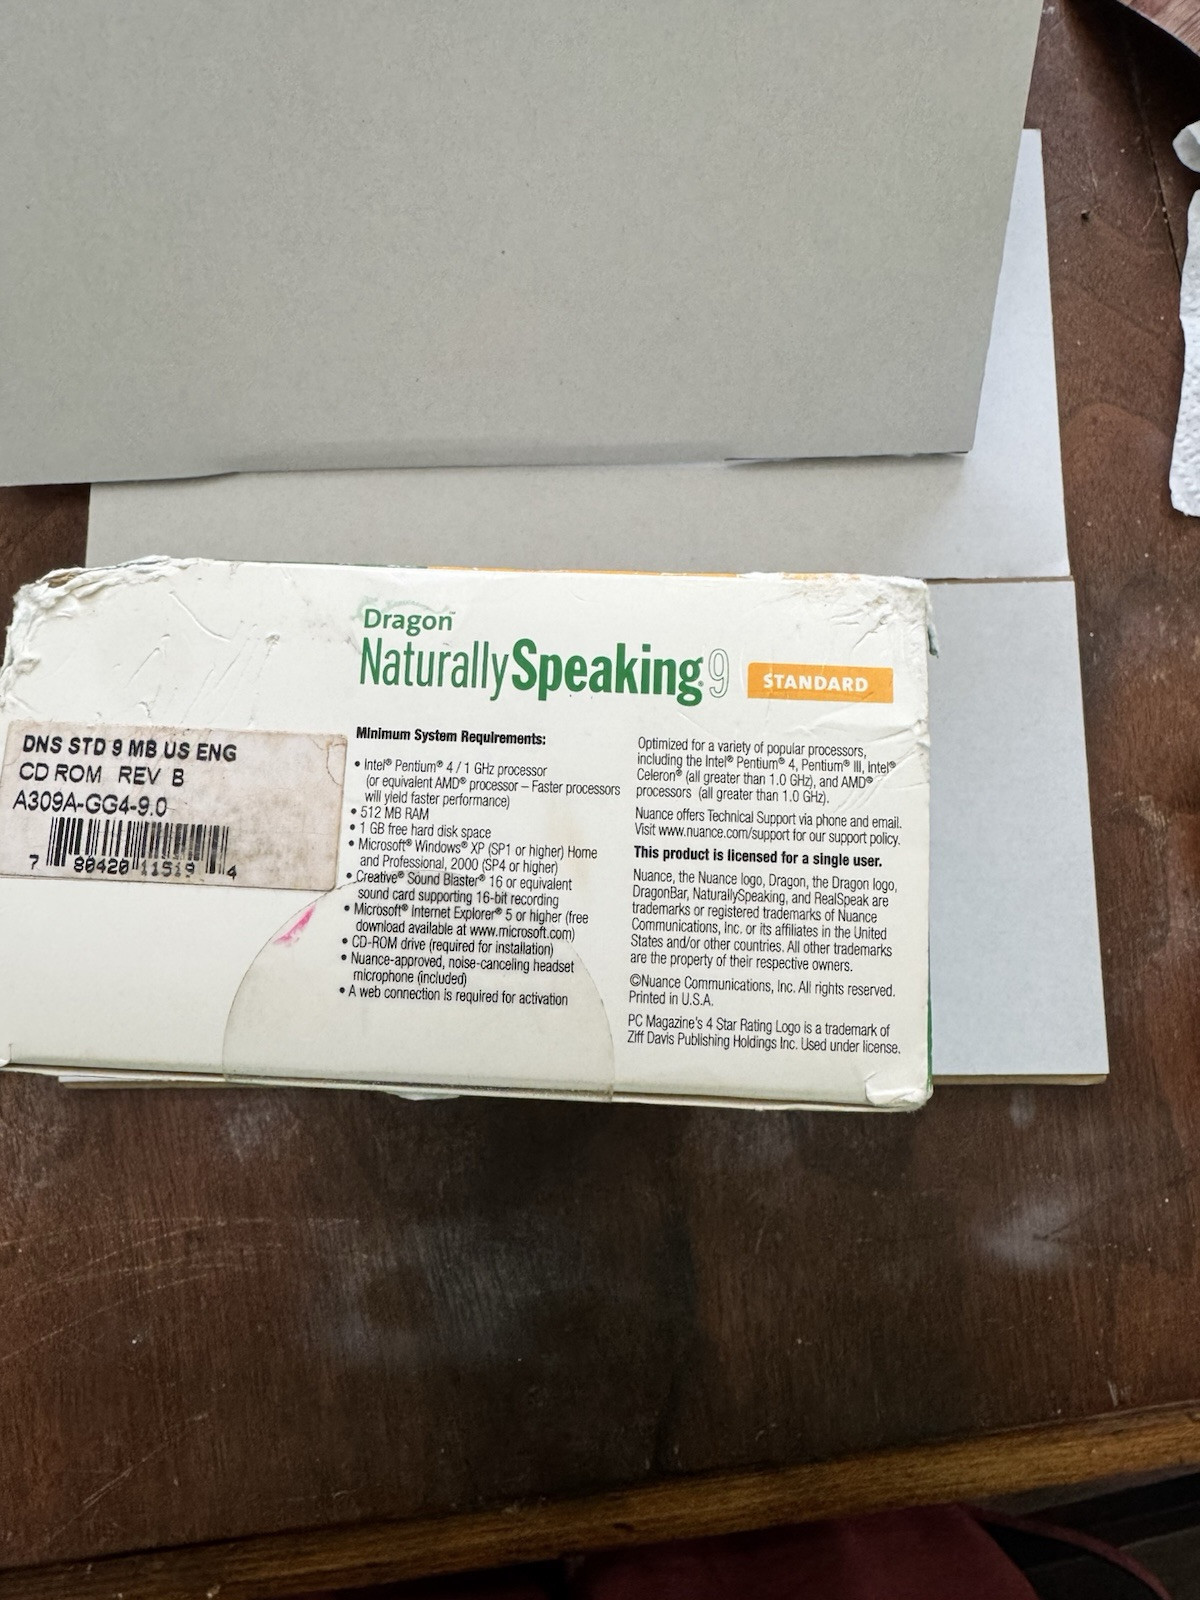 Dragon™
NaturallySpeaking® 9 STANDARD
DNS STD 9 MB US ENG
CD ROM REV B
A309A-GG4-9.0
7 80420 11519 4
Minimum System Requirements:
• Intel® Pentium® 4 / 1 GHz processor
(or equivalent AMD® processor – Faster processors
will yield faster performance)
• 512 MB RAM
• 1 GB free hard disk space
• Microsoft® Windows® XP (SP1 or higher) Home
and Professional, 2000 (SP4 or higher)
• Creative® Sound Blaster® 16 or equivalent
sound card supporting 16-bit recording
• Microsoft® Internet Explorer® 5 or higher (free
download available at www.microsoft.com)
• CD-ROM drive (required for installation)
• Nuance-approved, noise-canceling headset
microphone (included)
• A web connection is required for activation
Optimized for a variety of popular processors,
including the Intel® Pentium® 4, Pentium® III, Intel®
Celeron® (all greater than 1.0 GHz), and AMD®
processors (all greater than 1.0 GHz).
Nuance offers Technical Support via phone and email.
Visit www.nuance.com/support for our support policy.
This product is licensed for a single user.
Nuance, the Nuance logo, Dragon, the Dragon logo,
DragonBar, NaturallySpeaking, and RealSpeak are
trademarks or registered trademarks of Nuance
Communications, Inc. or its affiliates in the United
States and/or other countries. All other trademarks
are the property of their respective owners.
©Nuance Communications, Inc. All rights reserved.
Printed in U.S.A.
PC Magazine's 4 Star Rating Logo is a trademark of
Ziff Davis Publishing Holdings Inc. Used under license.